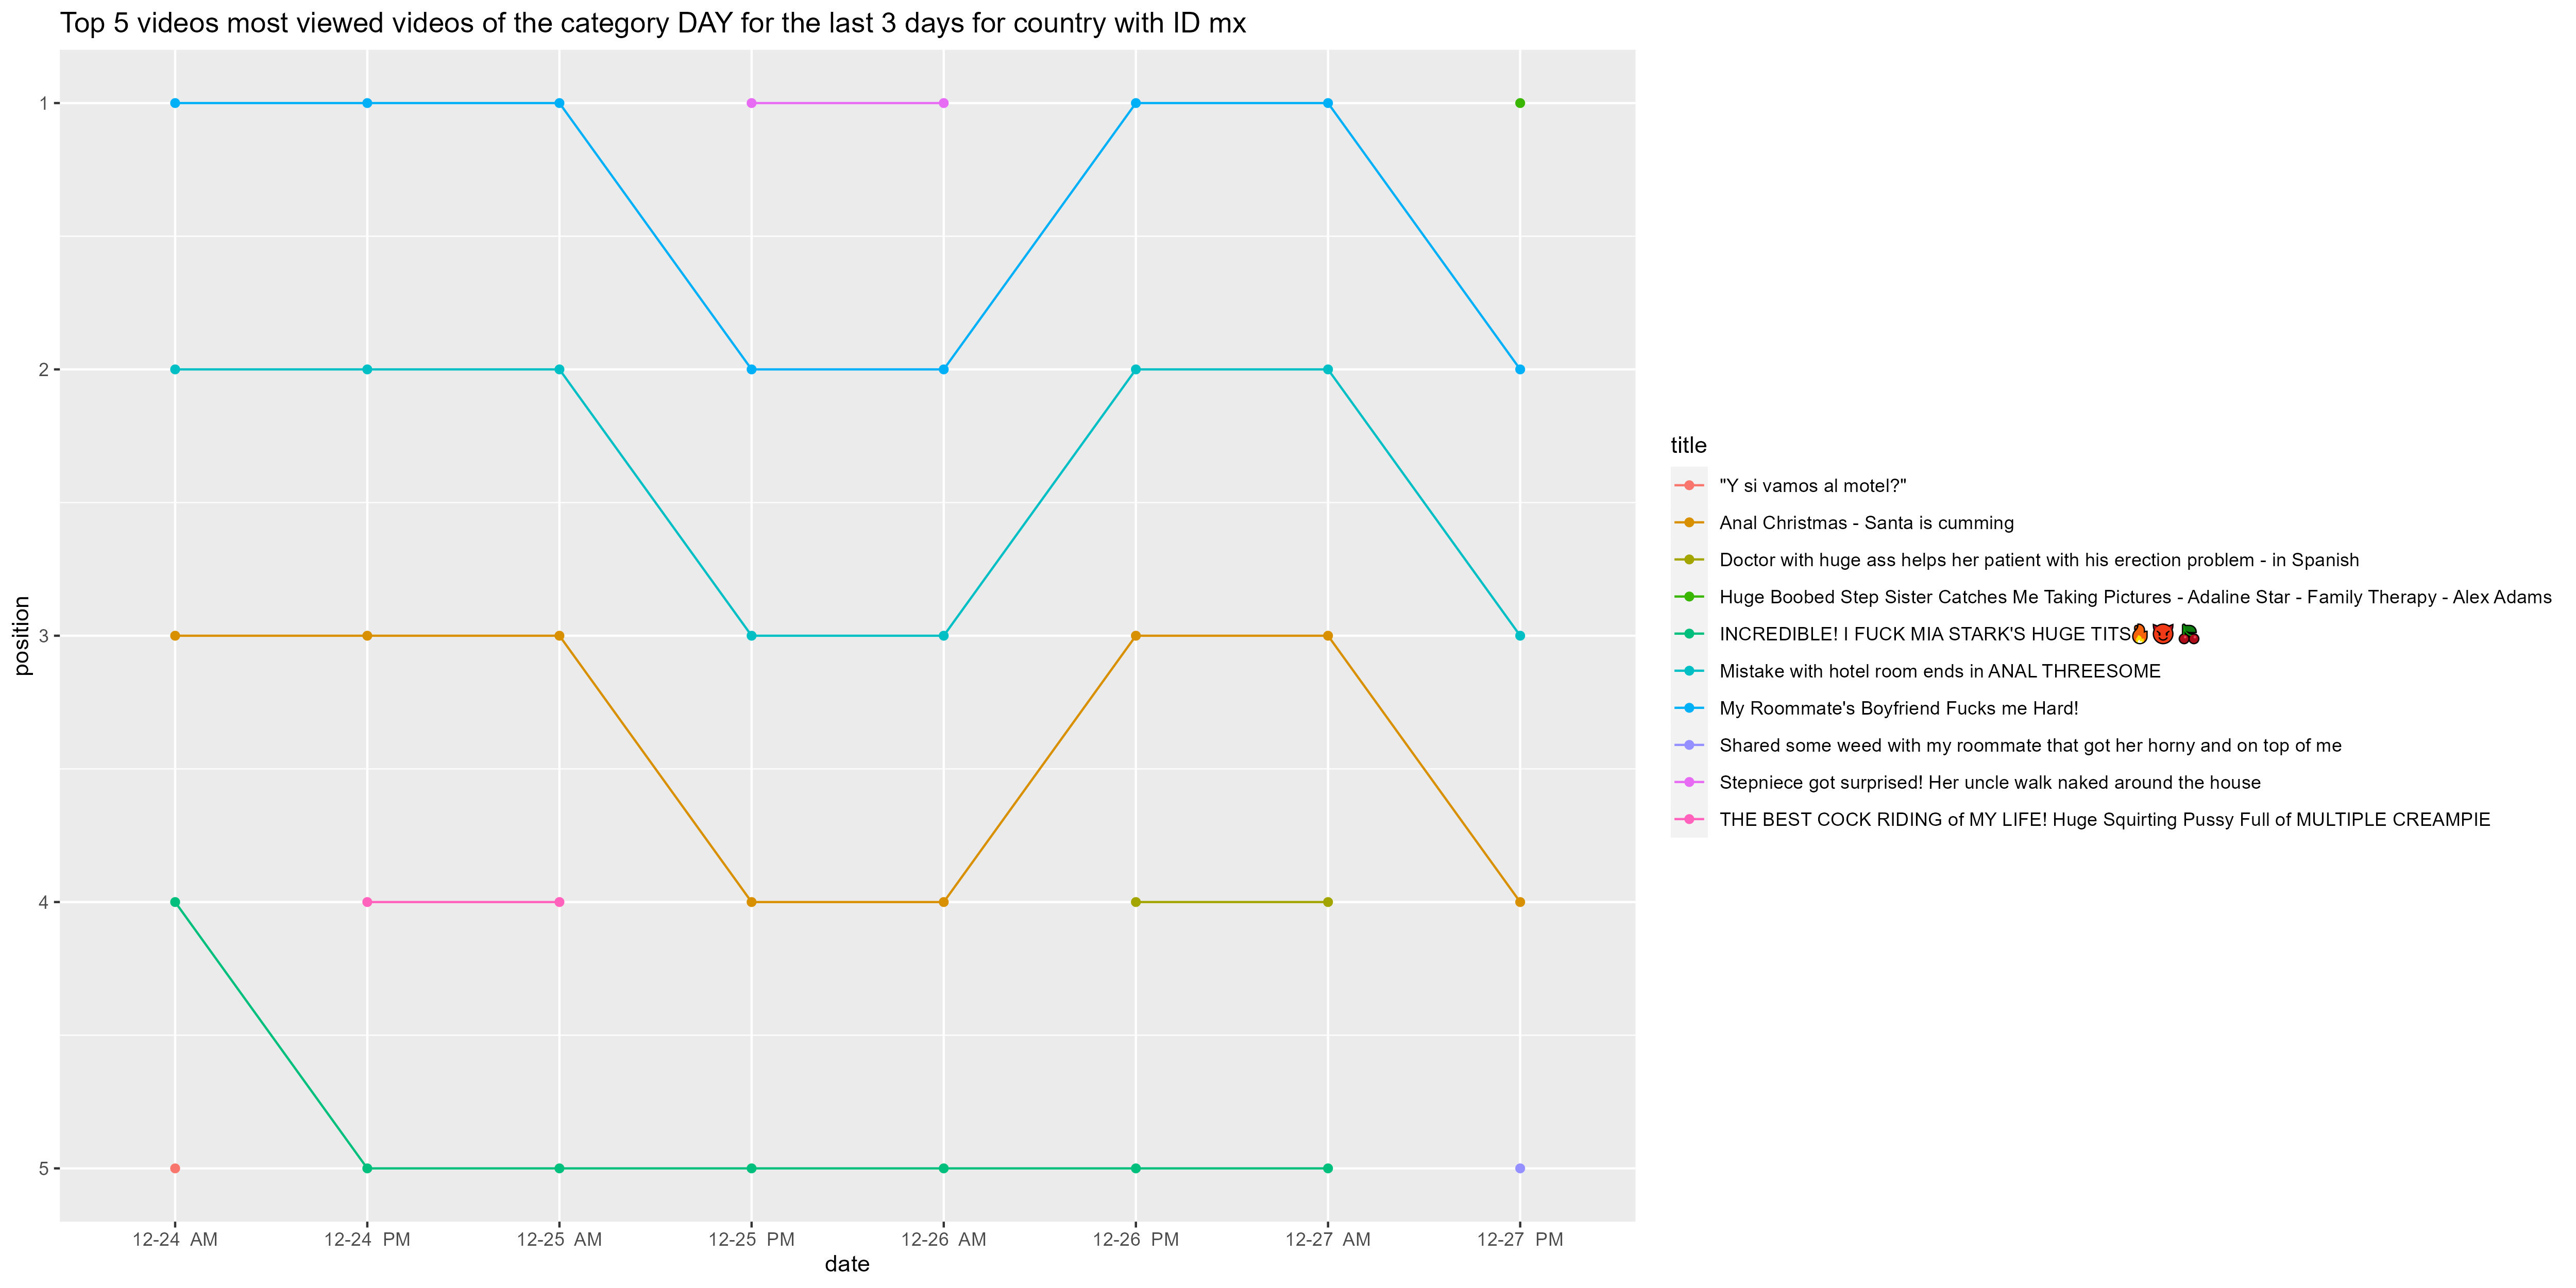 Top 5 videos most viewed videos of the category DAY for the last 3 days for country with ID mx
position
1
2
3
4
5
12-24 AM
12-24 PM
12-25 AM
12-25 PM
12-26 AM
12-26 PM
12-27 AM
12-27 PM
date
title
"Y si vamos al motel?"
Anal Christmas - Santa is cumming
Doctor with huge ass helps her patient with his erection problem - in Spanish
Huge Boobed Step Sister Catches Me Taking Pictures - Adaline Star - Family Therapy - Alex Adams
INCREDIBLE! I FUCK MIA STARK'S HUGE TITS🔥😈🍒
Mistake with hotel room ends in ANAL THREESOME
My Roommate's Boyfriend Fucks me Hard!
Shared some weed with my roommate that got her horny and on top of me
Stepniece got surprised! Her uncle walk naked around the house
THE BEST COCK RIDING of MY LIFE! Huge Squirting Pussy Full of MULTIPLE CREAMPIE